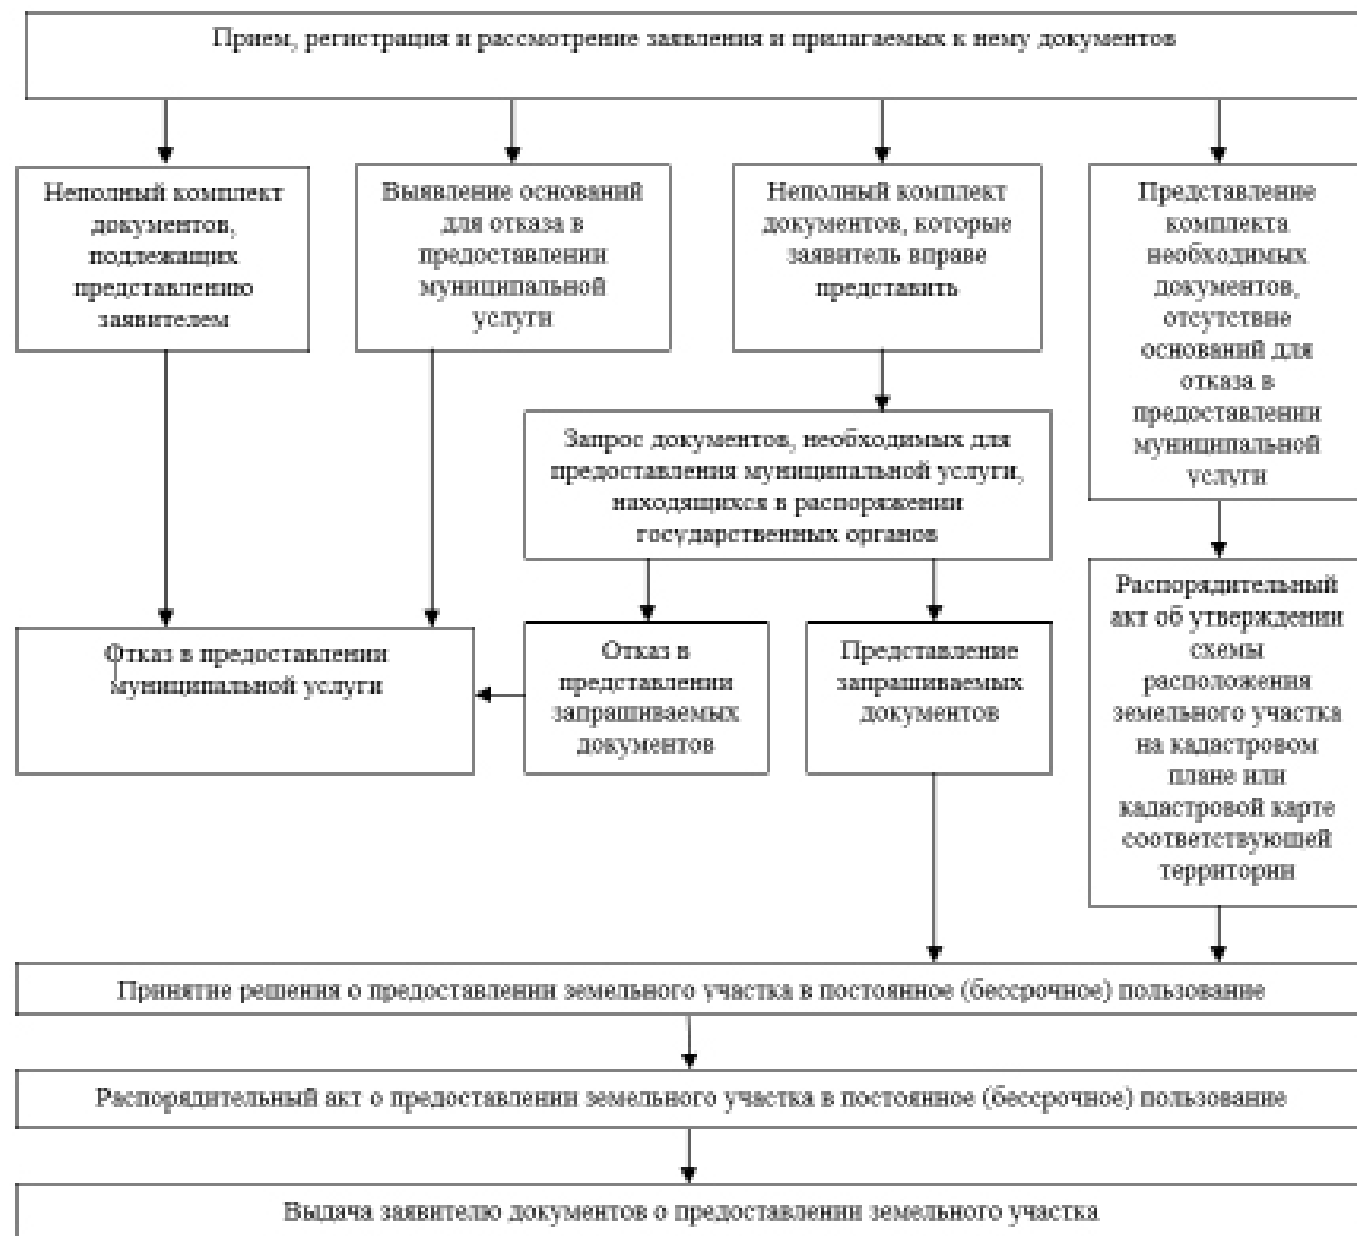 Прием, регистрация и рассмотрение заявления и прилагаемых к нему документов
Неполный комплект
документов,
подлежащих
представлению
заявителем
Выявление оснований
для отказа в
предоставлении
муниципальной
услуги
Неполный комплект
документов, которые
заявитель вправе
представить
Представление
комплекта
необходимых
документов,
отсутствие
оснований для
отказа в
предоставлении
муниципальной
услуги
Запрос документов, необходимых для
предоставления муниципальной услуги,
находящихся в распоряжении
государственных органов
Распорядительный
акт об утверждении
схемы
расположения
земельного участка
на кадастровом
плане или
кадастровой карте
соответствующей
территории
Отказ в предоставлении
муниципальной услуги
Отказ в
представлении
запрашиваемых
документов
Представление
запрашиваемых
документов
Принятие решения о предоставлении земельного участка в постоянное (бессрочное) пользование
Распорядительный акт о предоставлении земельного участка в постоянное (бессрочное) пользование
Выдача заявителю документов о предоставлении земельного участка